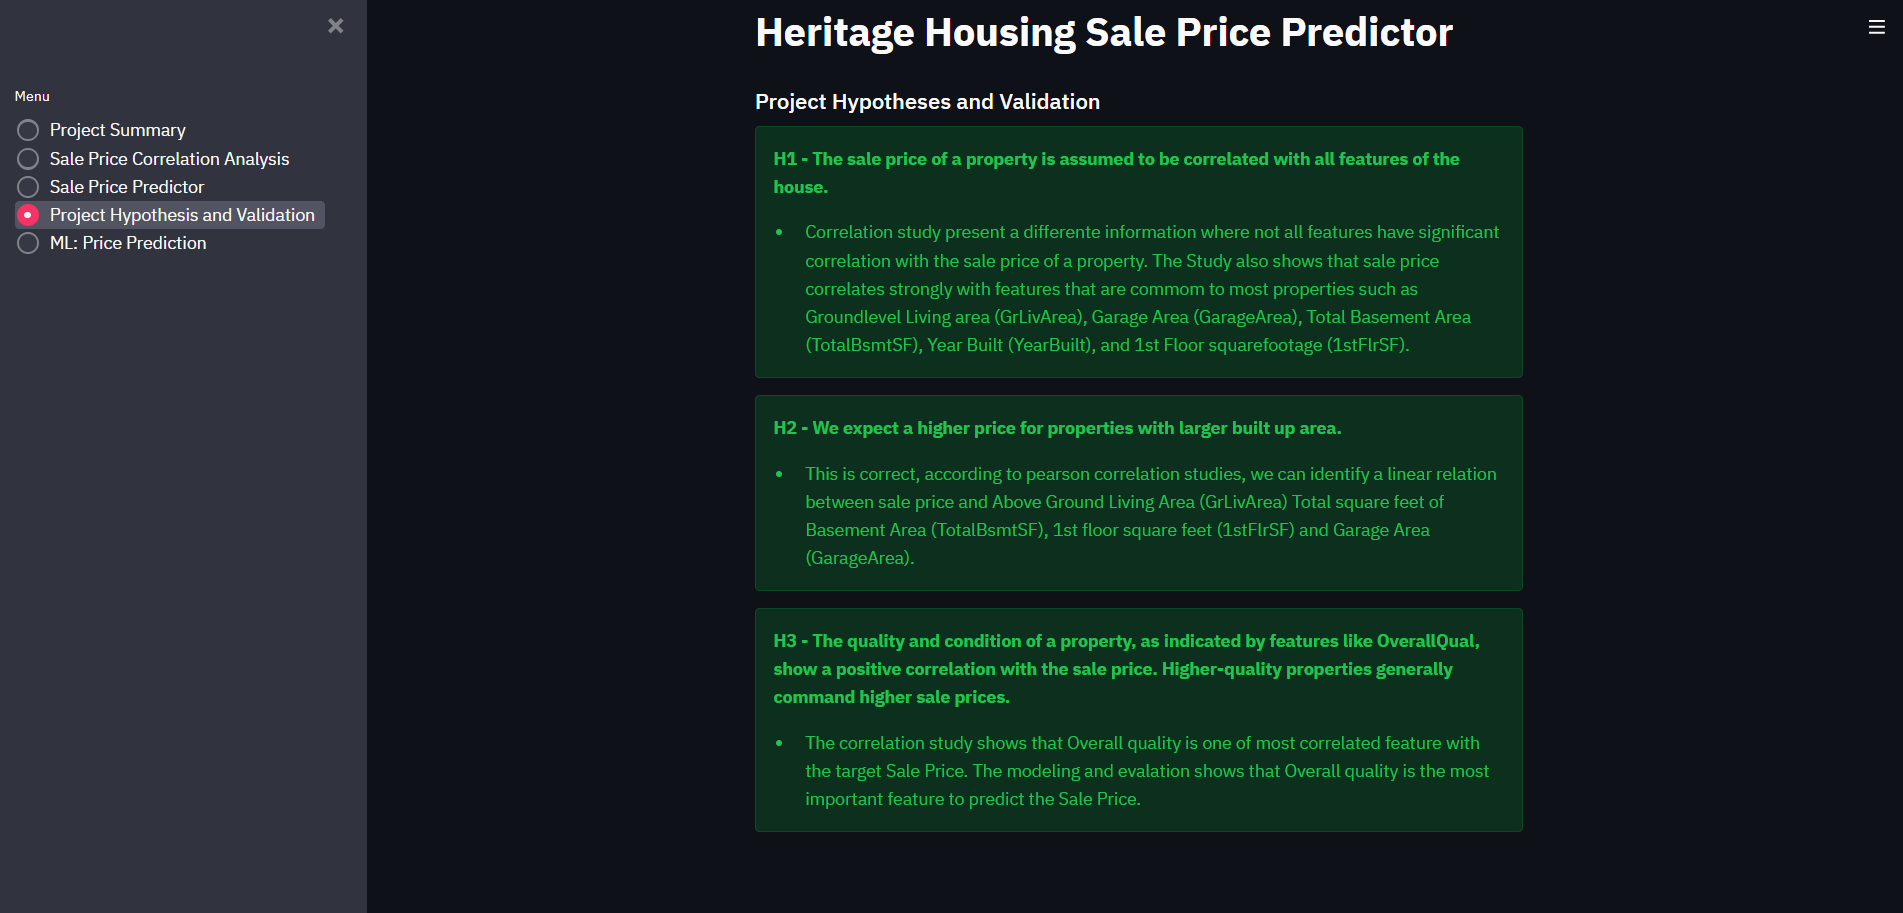 Heritage Housing Sale Price Predictor
Menu
Project Summary
Sale Price Correlation Analysis
Sale Price Predictor
Project Hypothesis and Validation
ML: Price Prediction
Project Hypotheses and Validation
H1 - The sale price of a property is assumed to be correlated with all features of the
house.
Correlation study present a differente information where not all features have significant
correlation with the sale price of a property. The Study also shows that sale price
correlates strongly with features that are commom to most properties such as
Groundlevel Living area (GrLivArea), Garage Area (GarageArea), Total Basement Area
(TotalBsmtSF), Year Built (YearBuilt), and 1st Floor squarefootage (1stFlrSF).
H2 - We expect a higher price for properties with larger built up area.
This is correct, according to pearson correlation studies, we can identify a linear relation
between sale price and Above Ground Living Area (GrLivArea) Total square feet of
Basement Area (TotalBsmtSF), 1st floor square feet (1stFlrSF) and Garage Area
(GarageArea).
H3 - The quality and condition of a property, as indicated by features like OverallQual,
show a positive correlation with the sale price. Higher-quality properties generally
command higher sale prices.
The correlation study shows that Overall quality is one of most correlated feature with
the target Sale Price. The modeling and evalation shows that Overall quality is the most
important feature to predict the Sale Price.